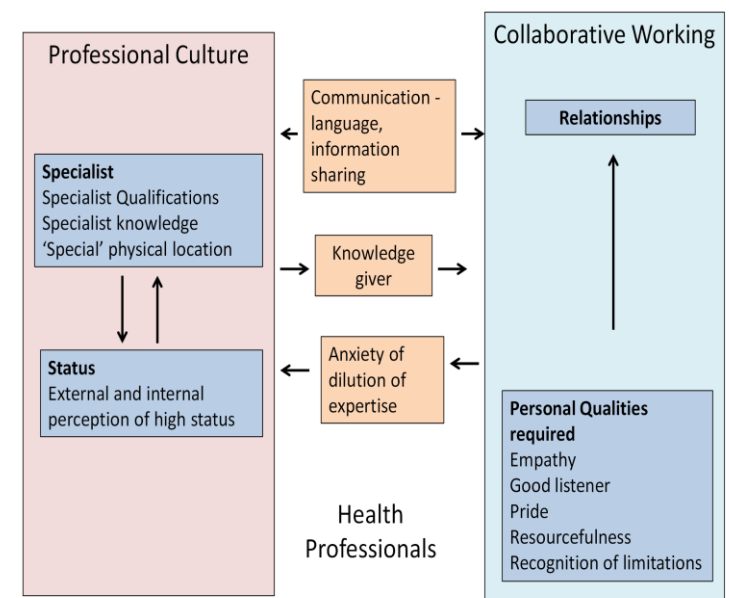 Professional Culture
Specialist
Specialist Qualifications
Specialist knowledge
‘Special’ physical location
Status
External and internal
perception of high status
Communication -
language,
information
sharing
Knowledge
giver
Anxiety of
dilution of
expertise
Health
Professionals
Collaborative Working
Relationships
Personal Qualities
required
Empathy
Good listener
Pride
Resourcefulness
Recognition of limitations